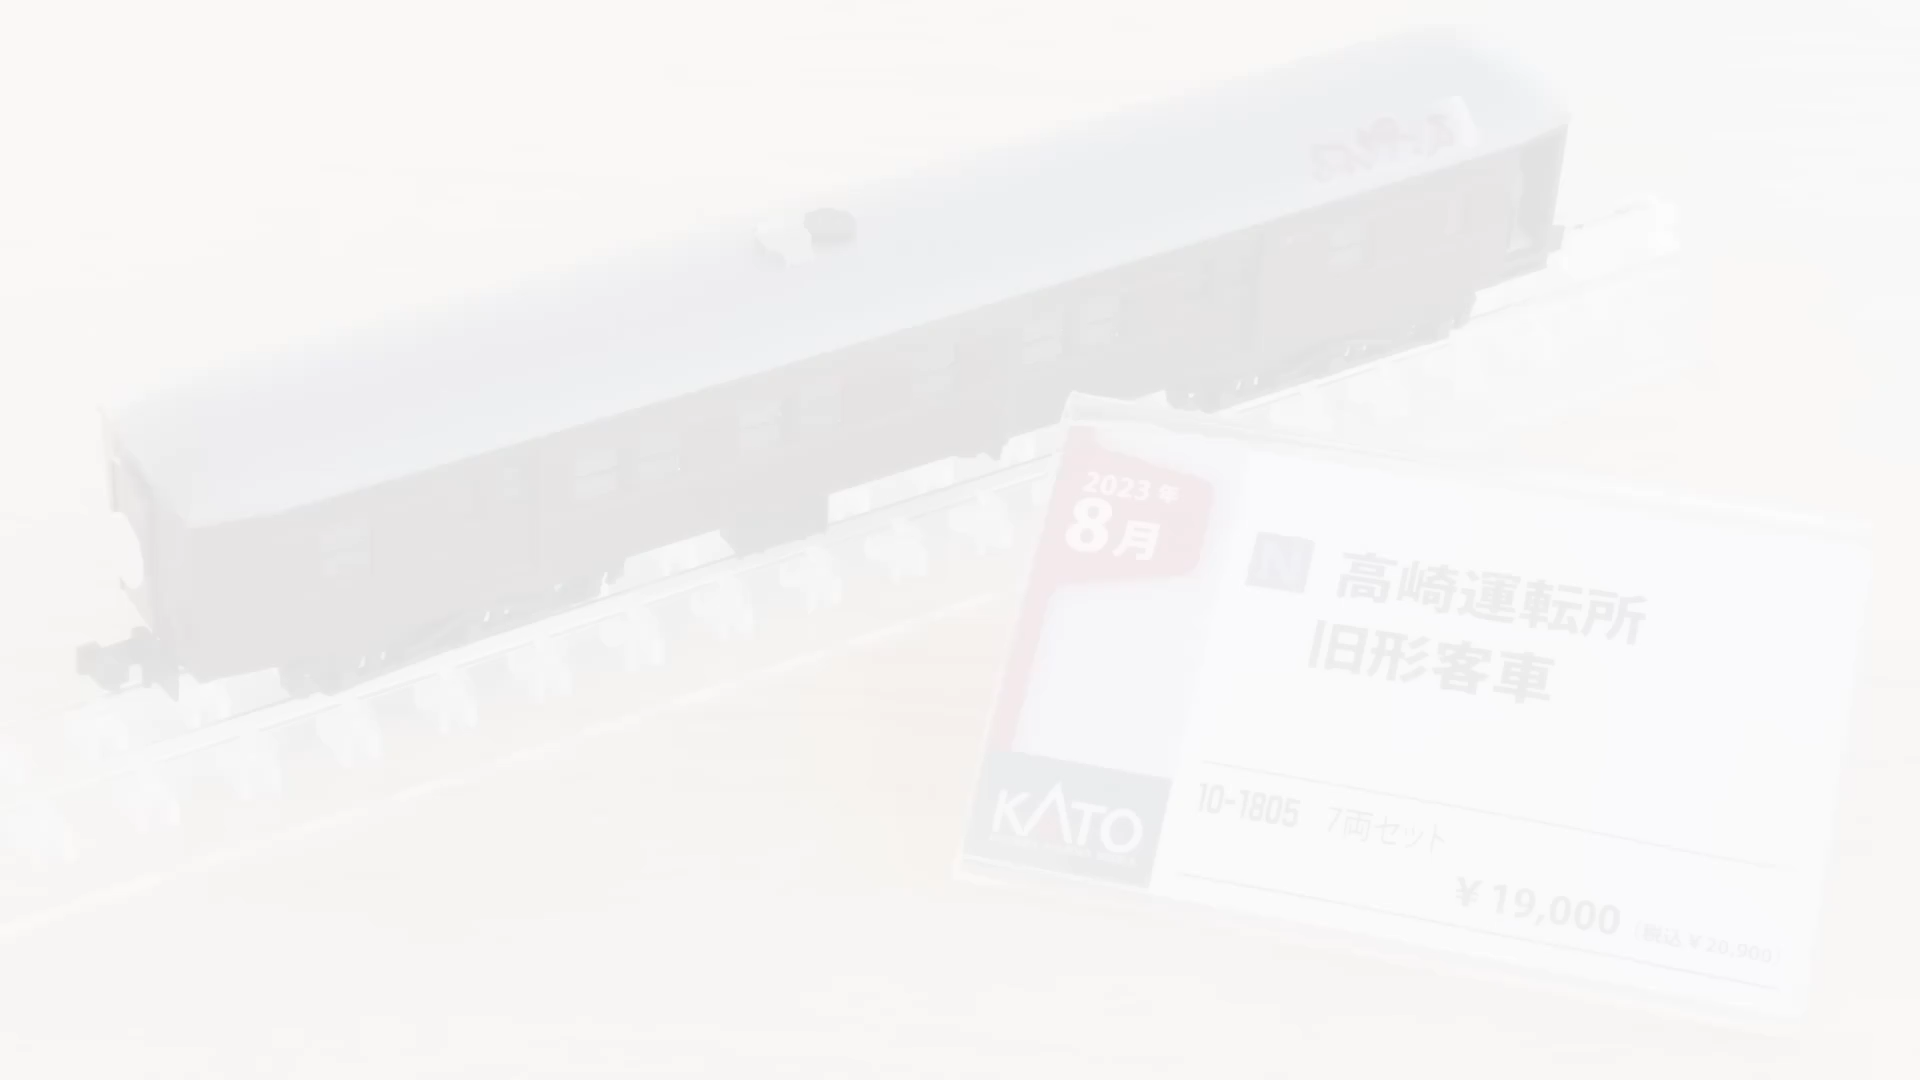 2023年
8月
N 高崎運転所
旧形客車
10-1805 7両セット
¥19,000 (税込¥20,900)
KATO